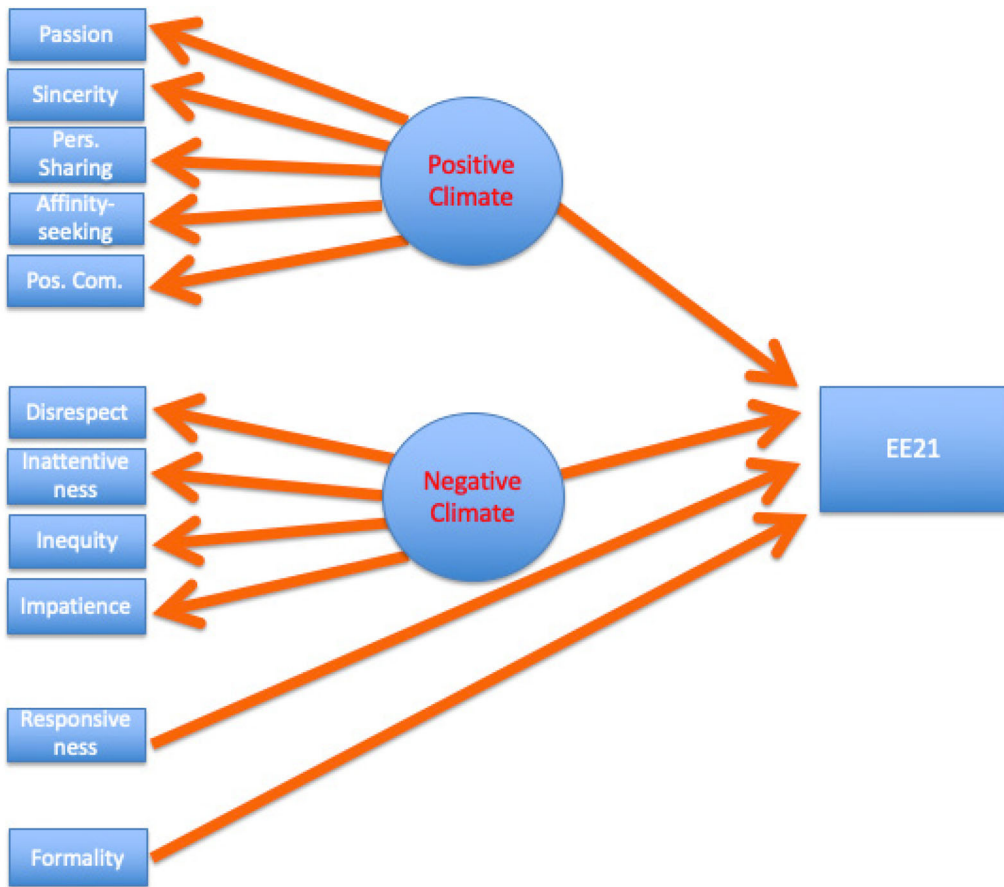 Passion
Sincerity
Pers.
Sharing
Affinity-
seeking
Pos. Com.
Positive
Climate
Disrespect
Inattentive
ness
Inequity
Impatience
Negative
Climate
EE21
Responsive
ness
Formality